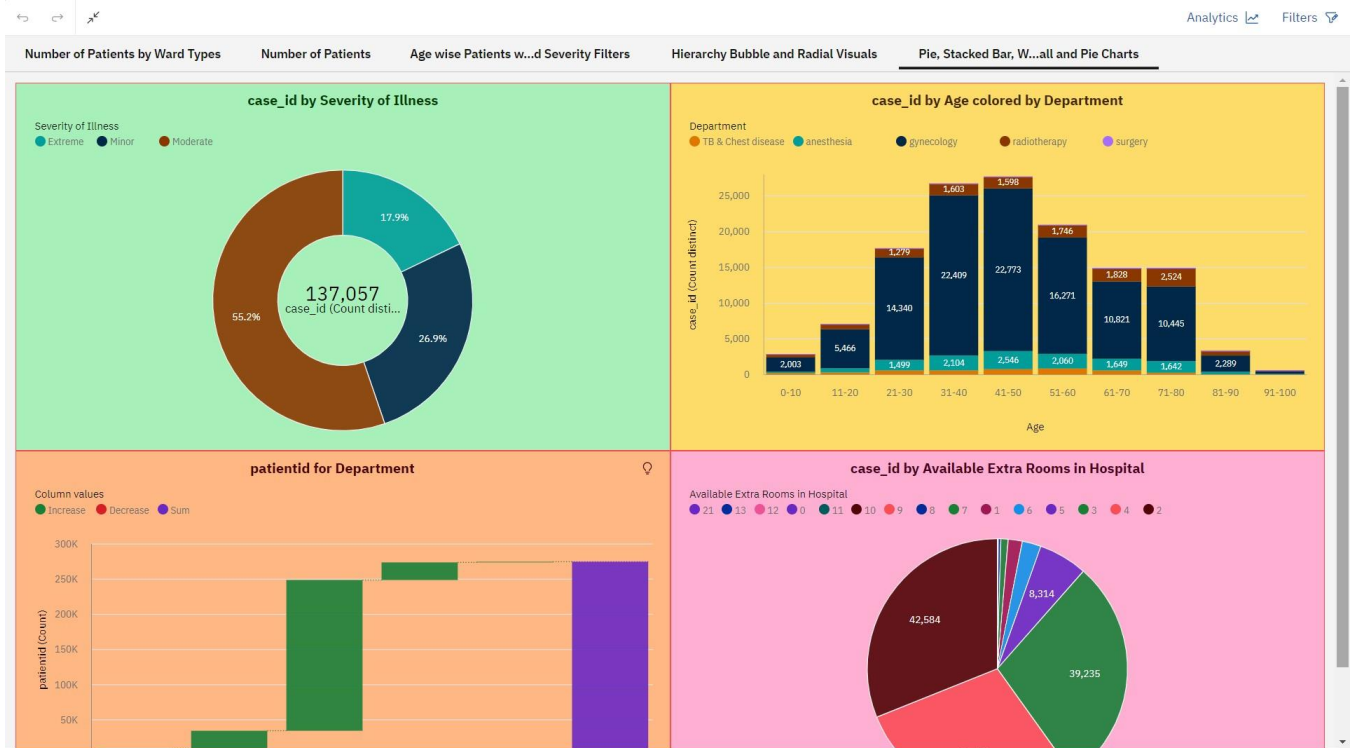 Analytics
Filters
Number of Patients by Ward Types
Number of Patients
Age wise Patients w...d Severity Filters
Hierarchy Bubble and Radial Visuals
Pie, Stacked Bar, W...all and Pie Charts
case_id by Severity of Illness
Severity of Illness
Extreme Minor Moderate
17.9%
137,057
case_id (Count disti...
55.2%
26.9%
case_id by Age colored by Department
Department
TB & Chest disease anesthesia gynecology radiotherapy surgery
case_id (Count distinct)
25,000
20,000
15,000
10,000
5,000
0
1,603 1,598
1,279 1,746
1,828 2,524
22,409 22,773
16,271
14,340
10,821 10,445
5,466
2,003 1,499 2,104 2,546 2,060 1,649 1,642 2,289
0-10 11-20 21-30 31-40 41-50 51-60 61-70 71-80 81-90 91-100
Age
patientid for Department
Column values
Increase Decrease Sum
patientid (Count)
300K
250K
200K
150K
100K
50K
case_id by Available Extra Rooms in Hospital
Available Extra Rooms in Hospital
21 13 12 0 11 10 9 8 7 1 6 5 3 4 2
8,314
42,584
39,235